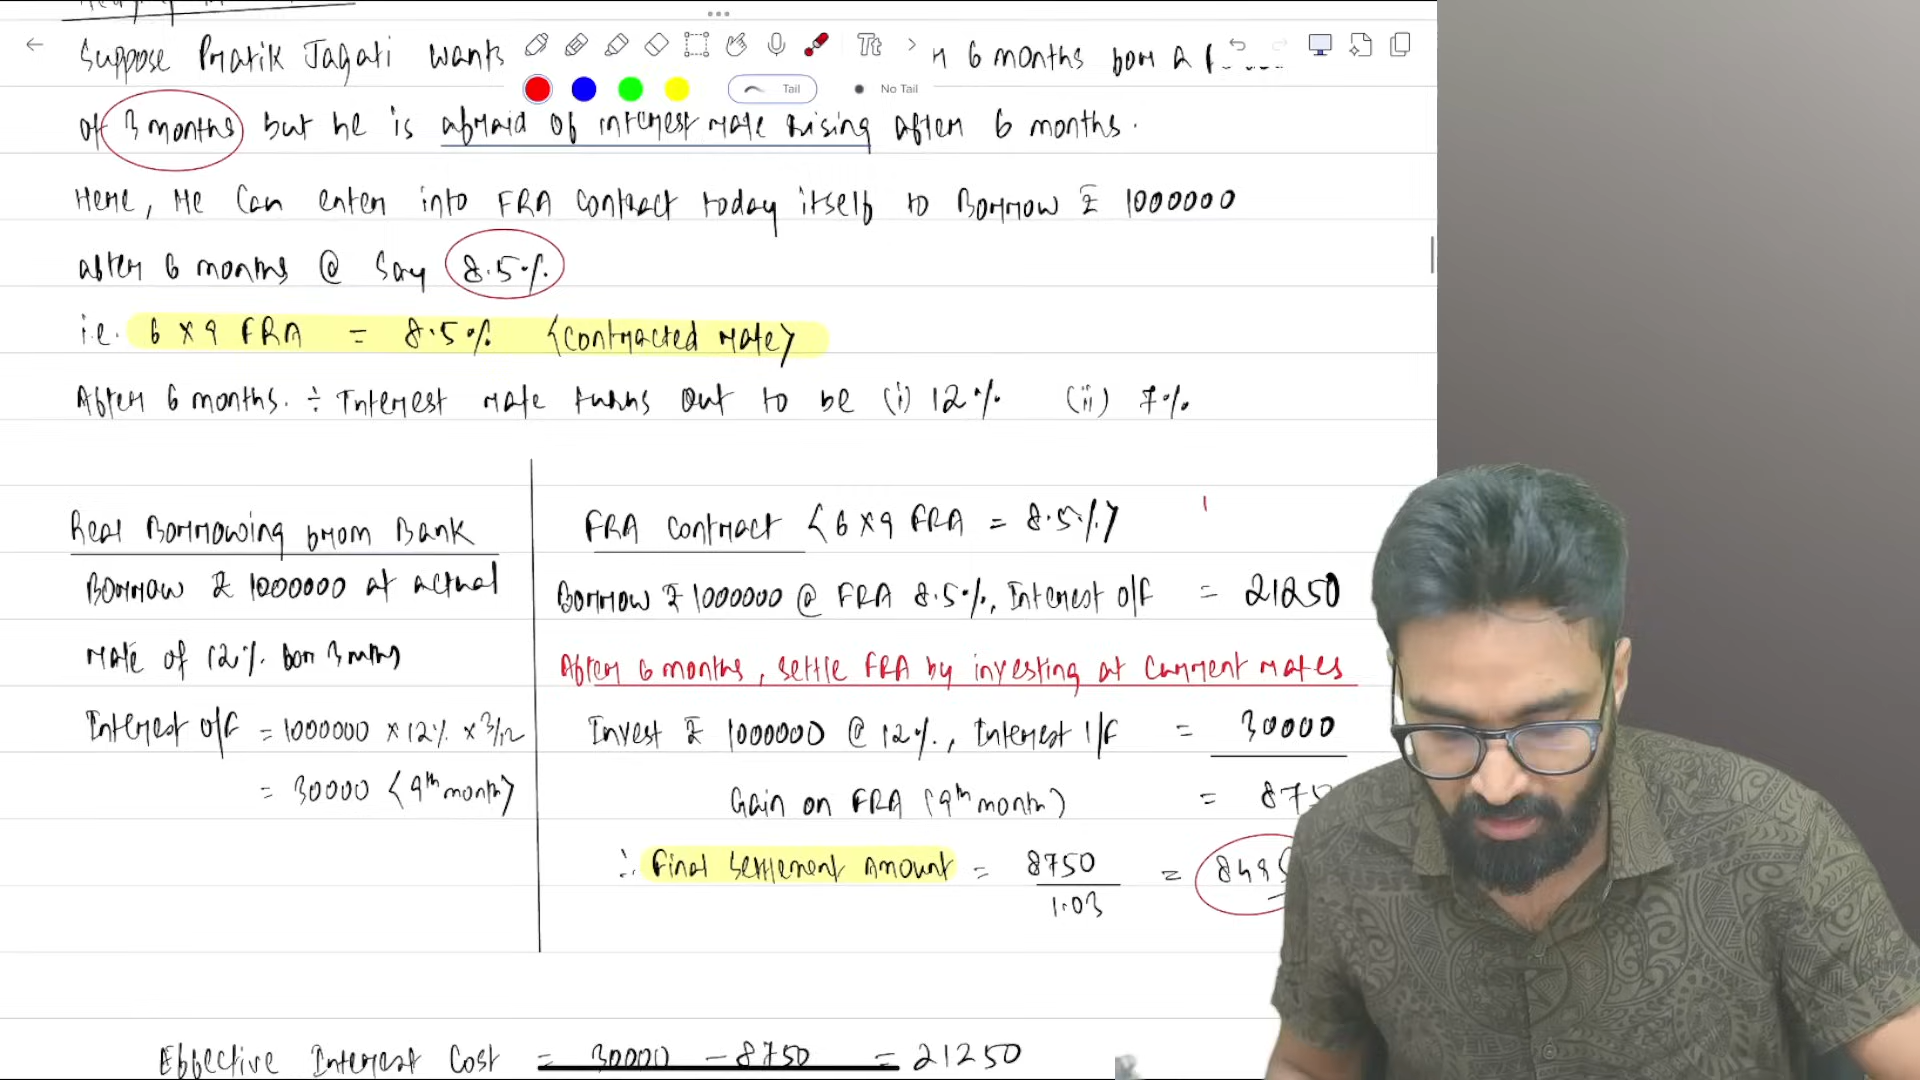 Suppose Pratik Jagati wants
6 months for a
of 3 months but he is afraid of interest rate rising after 6 months.
Tt
Tail
No Tail
Here, He Can enter into FRA Contract today itself to Borrow ₹ 1000000
after 6 months @ Say 8.5%
i.e. 6 X 9 FRA = 8.5% <Contracted rate>
After 6 months ÷ Interest rate turns out to be (i) 12% (ii) 7%
Real Borrowing from Bank
Borrow ₹ 1000000 at actual
rate of 12% for 3 mths
Interest o/f = 1000000 x 12% x 3/12
= 30000 <9th month>
FRA Contract <6 X 9 FRA = 8.5%>
Borrow ₹ 1000000 @ FRA 8.5%, Interest o/f = 21250
After 6 months, settle FRA by investing at Current rates
Invest ₹ 1000000 @ 12%, Interest I/F = 30000
Gain on FRA (9th month) =
∴ Final Settlement Amount = 8750 / 1.03 =
Effective Interest Cost = 30000 - 8750 = 21250